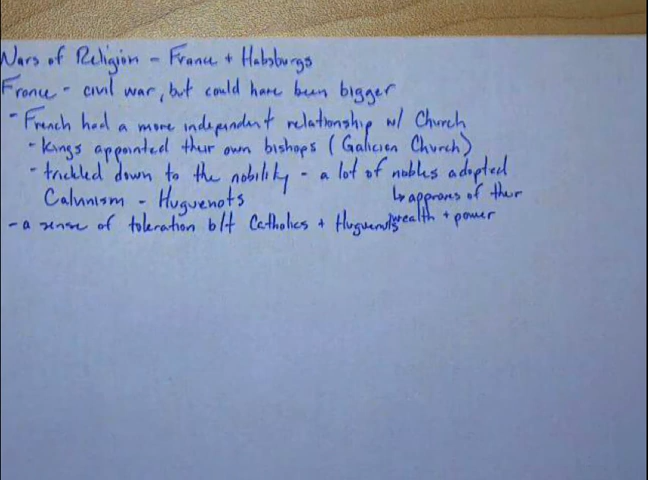 Wars of Religion - France + Habsburgs
France - civil war, but could have been bigger
- French had a more independent relationship w/ Church
- Kings appointed their own bishops (Galicien Church)
- trickled down to the nobility - a lot of nobles adopted
Calvinism - Huguenots ↳ approves of their
wealth + power
- a sense of toleration b/t Catholics + Huguenots